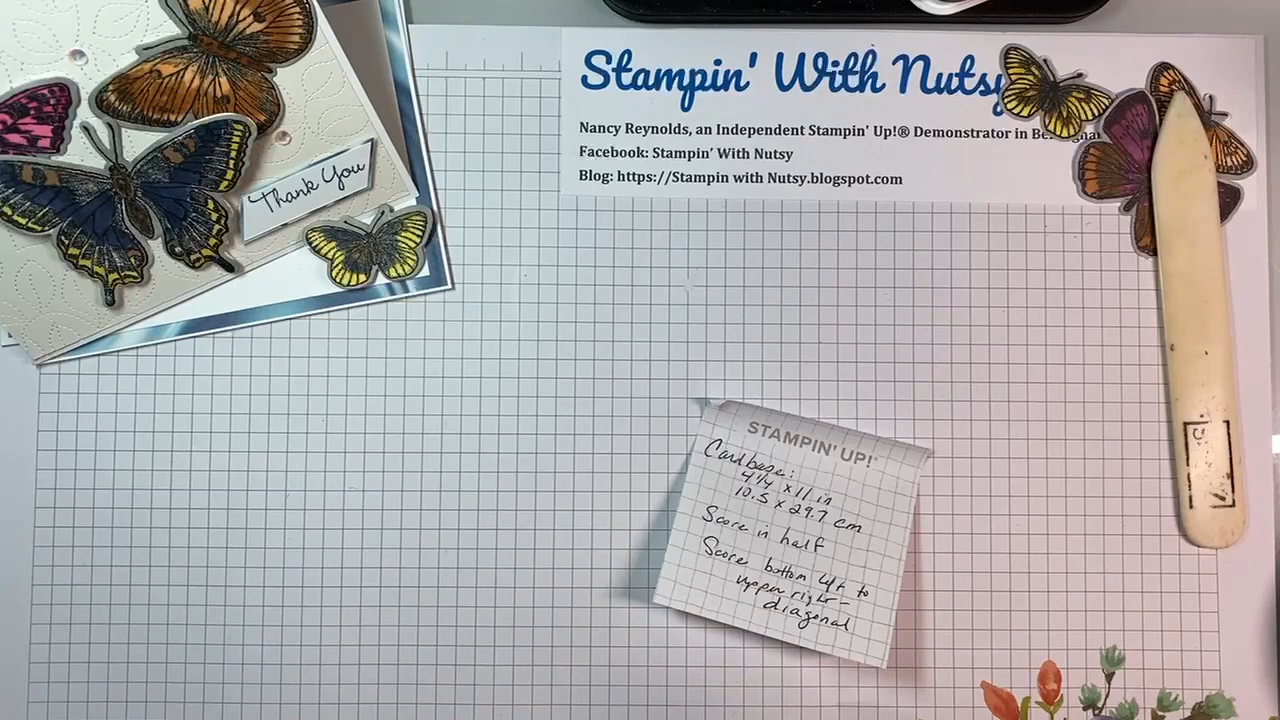 Stampin' With Nutsy
Nancy Reynolds, an Independent Stampin' Up!® Demonstrator in
Facebook: Stampin' With Nutsy
Blog: https://Stampin with Nutsy.blogspot.com
Thank You
STAMPIN' UP!
Cardbase:
4 1/4 x 11 in
10.5 x 29.7 cm
Score in half
Score bottom left to
upper right -
diagonal